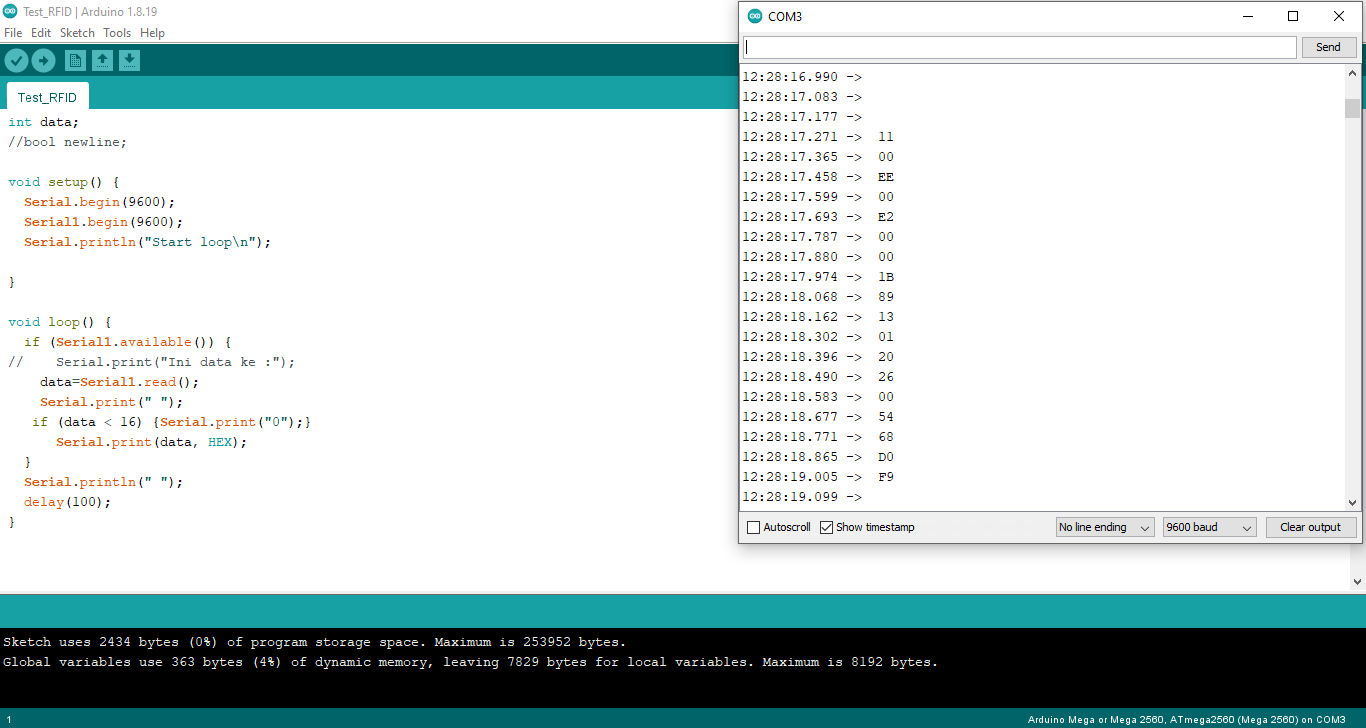 Test_RFID | Arduino 1.8.19
File Edit Sketch Tools Help
Test_RFID
int data;
//bool newline;
void setup() {
Serial.begin(9600);
Serial1.begin(9600);
Serial.println("Start loop\n");
}
void loop() {
if (Serial1.available()) {
// Serial.print("Ini data ke :");
data=Serial1.read();
Serial.print(" ");
if (data < 16) {Serial.print("0");}
Serial.print(data, HEX);
}
Serial.println(" ");
delay(100);
}
COM3
Send
12:28:16.990 ->
12:28:17.083 ->
12:28:17.177 ->
12:28:17.271 -> 11
12:28:17.365 -> 00
12:28:17.458 -> EE
12:28:17.599 -> 00
12:28:17.693 -> E2
12:28:17.787 -> 00
12:28:17.880 -> 00
12:28:17.974 -> 1B
12:28:18.068 -> 89
12:28:18.162 -> 13
12:28:18.302 -> 01
12:28:18.396 -> 20
12:28:18.490 -> 26
12:28:18.583 -> 00
12:28:18.677 -> 54
12:28:18.771 -> 68
12:28:18.865 -> D0
12:28:19.005 -> F9
12:28:19.099 ->
Autoscroll Show timestamp No line ending 9600 baud Clear output
Sketch uses 2434 bytes (0%) of program storage space. Maximum is 253952 bytes.
Global variables use 363 bytes (4%) of dynamic memory, leaving 7829 bytes for local variables. Maximum is 8192 bytes.
1 Arduino Mega or Mega 2560, ATmega2560 (Mega 2560) on COM3